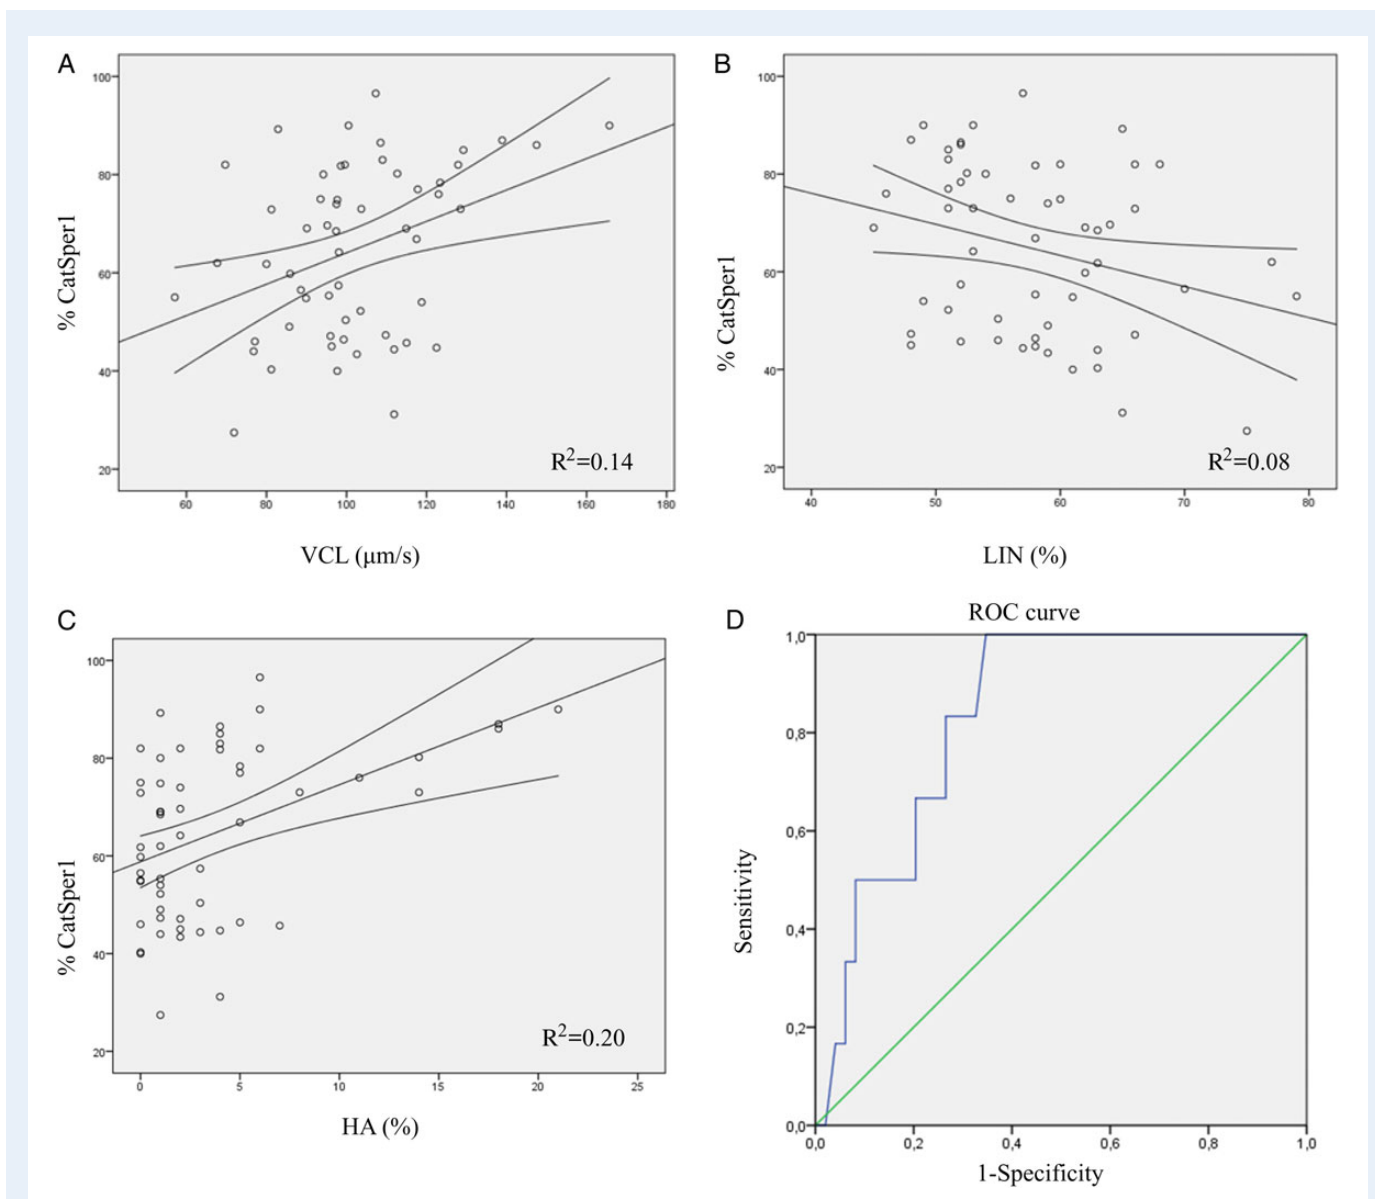 A
% CatSper1
100
80
60
40
20
R²=0.14
60 80 100 120 140 160 180
VCL (μm/s)
B
% CatSper1
100
80
60
40
20
R²=0.08
40 50 60 70 80
LIN (%)
C
% CatSper1
100
80
60
40
20
R²=0.20
0 5 10 15 20 25
HA (%)
D
ROC curve
Sensitivity
1,0
0,8
0,6
0,4
0,2
0,0
0,0 0,2 0,4 0,6 0,8 1,0
1-Specificity